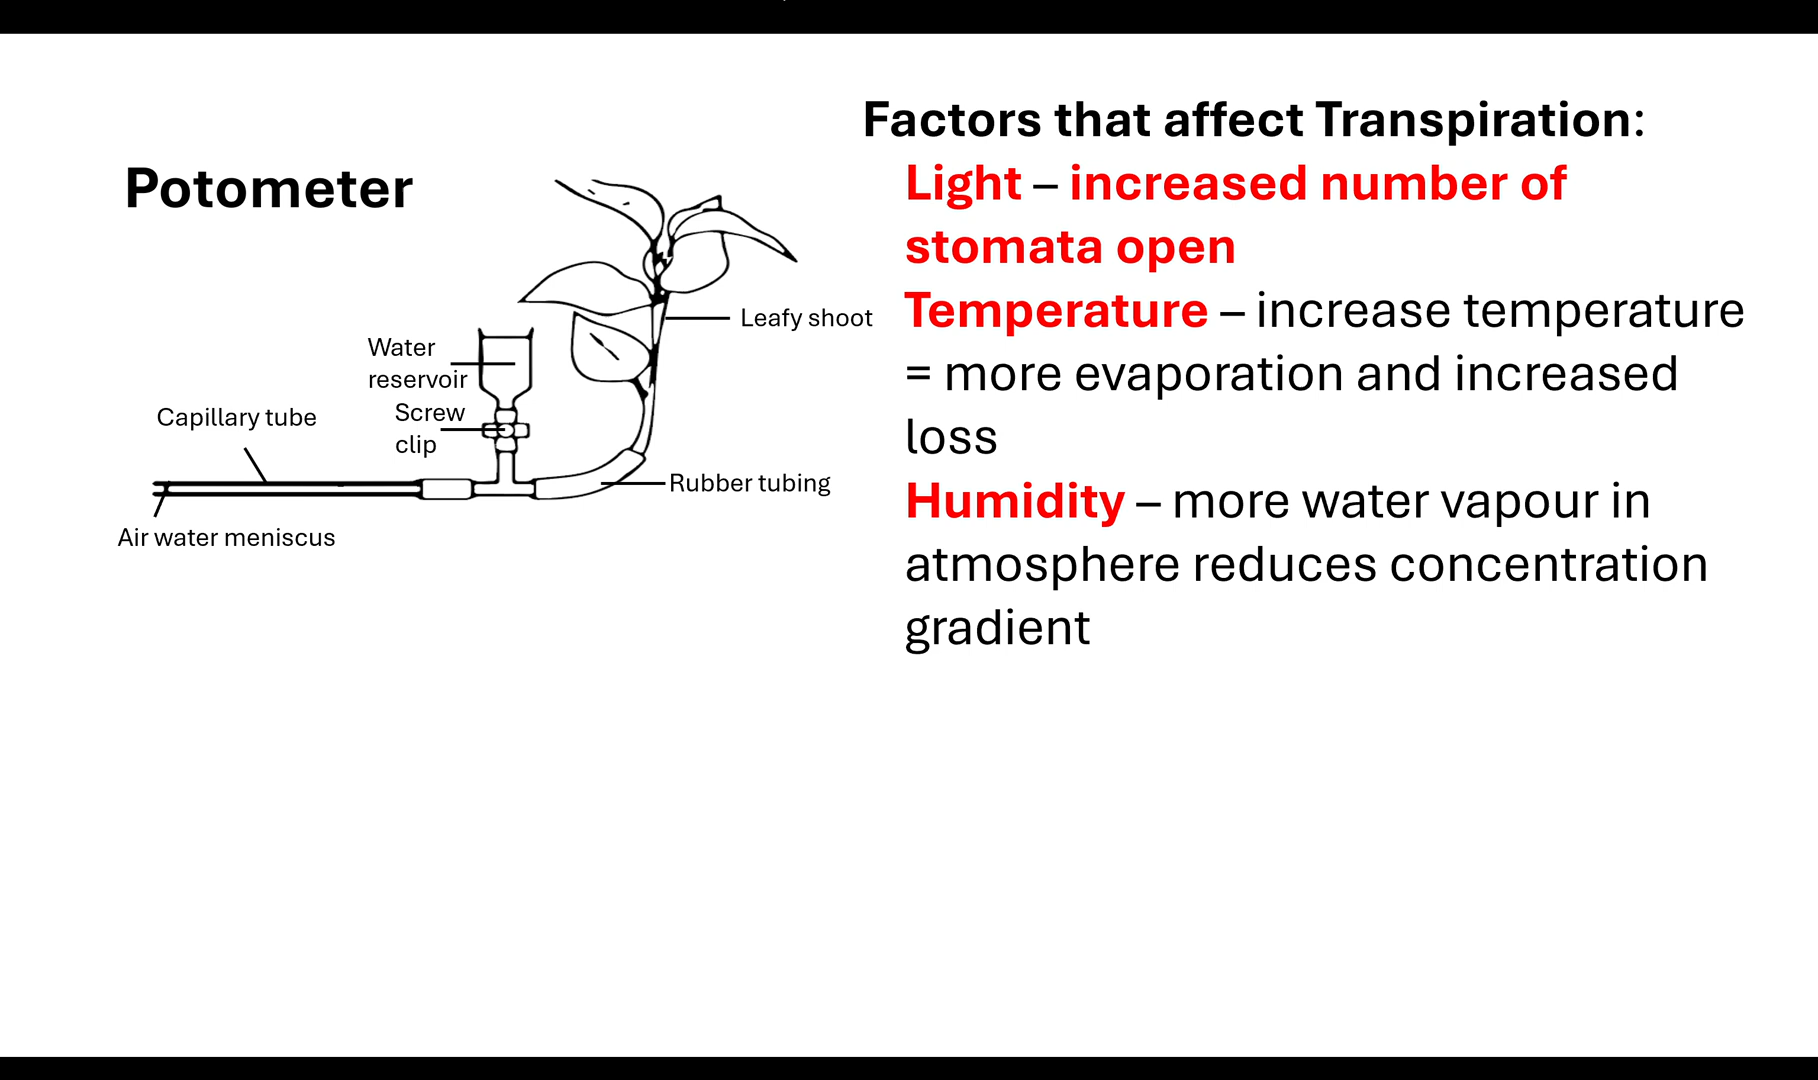 Potometer
Leafy shoot
Water
reservoir
Screw
clip
Capillary tube
Rubber tubing
Air water meniscus
Factors that affect Transpiration:
Light – increased number of
stomata open
Temperature – increase temperature
= more evaporation and increased
loss
Humidity – more water vapour in
atmosphere reduces concentration
gradient